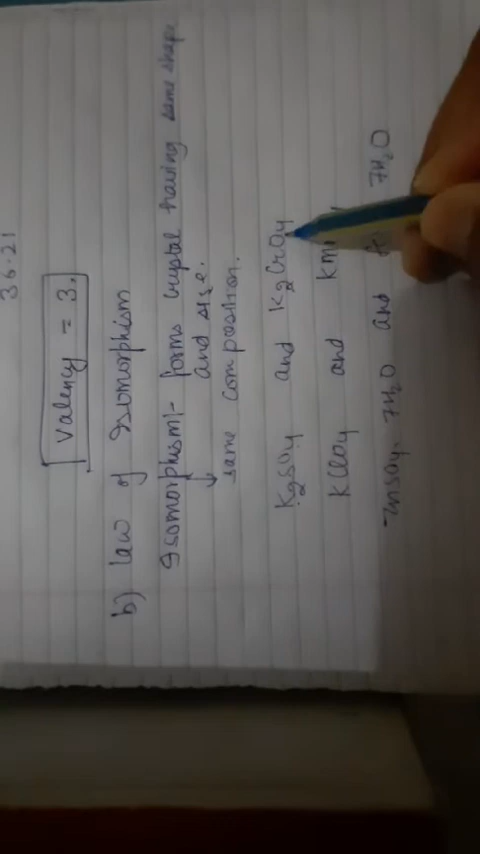 36.21
Valency = 3.
b) law of Isomorphism
Isomorphism:- forms crystal having same shape
and size.
same composition.
K2SO4 and K2CrO4
KClO4 and
ZnSO4. 7H2O and 7H2O